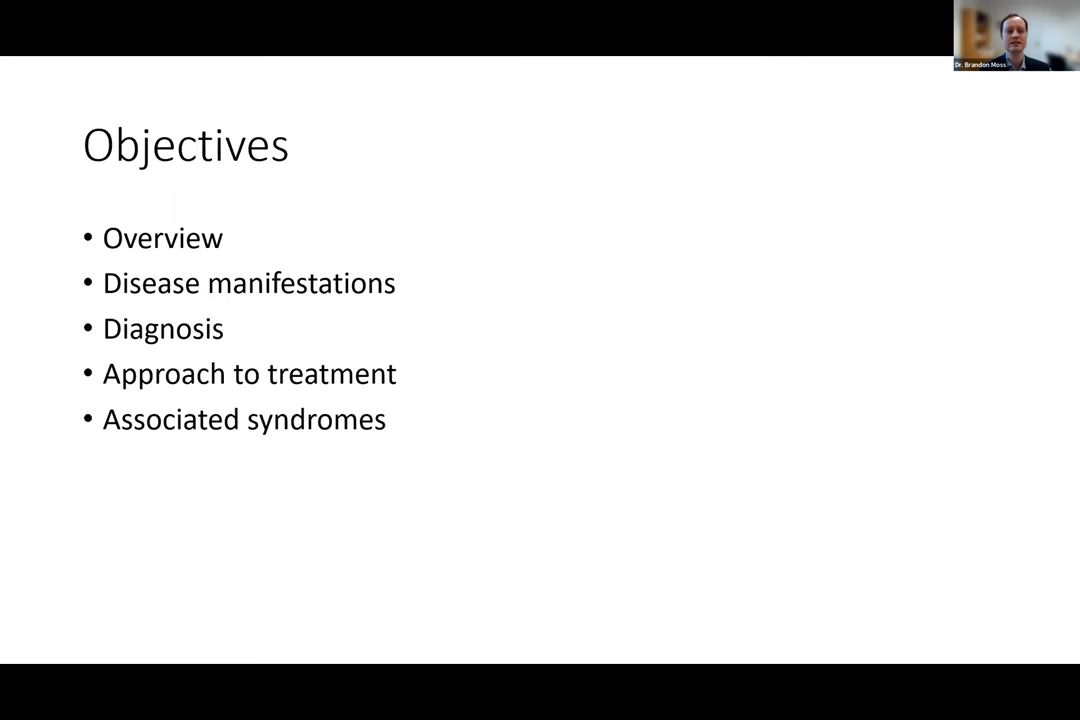 Dr. Brandon Moss
Objectives
• Overview
• Disease manifestations
• Diagnosis
• Approach to treatment
• Associated syndromes